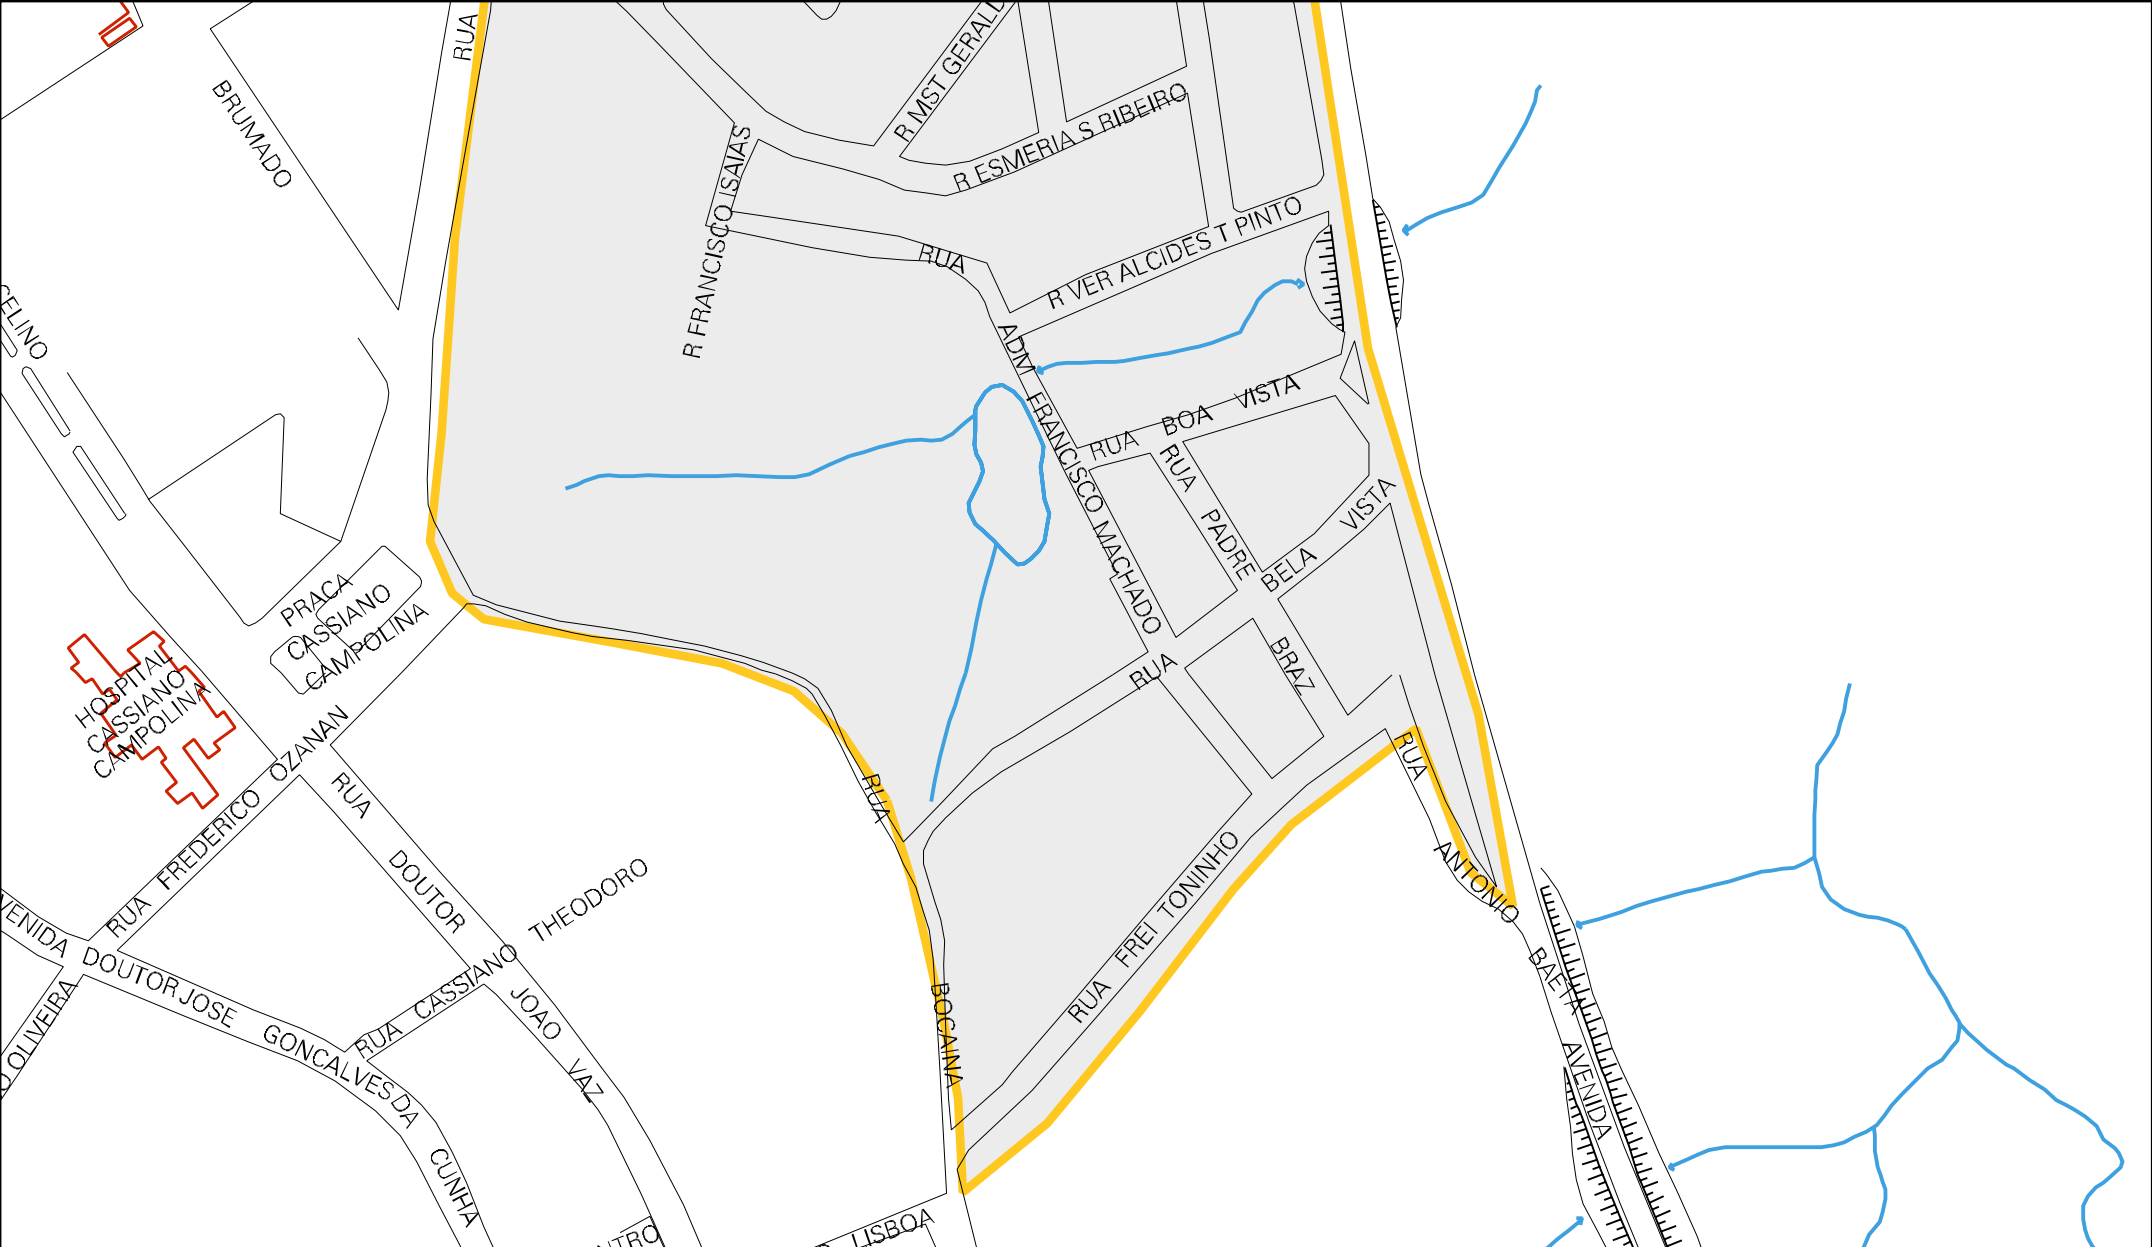 RUA
BRUMADO
R MST GERALD
R ESMERIA S RIBEIRO
R FRANCISCO ISAIAS
RUA
R VER ALCIDES T PINTO
ADM FRANCISCO MACHADO
RUA BOA VISTA
RUA PADRE BRAZ
RUA BELA VISTA
PRACA
CASSIANO
CAMPOLINA
HOSPITAL
CASSIANO
CAMPOLINA
RUA FREDERICO OZANAN
RUA DOUTOR JOAO VAZ
RUA CASSIANO THEODORO
VENIDA DOUTOR JOSE GONCALVES DA CUNHA
OLIVEIRA
RUA BOCAINA
RUA FREI TONINHO
RUA ANTONIO BAETA
AVENIDA
LISBOA